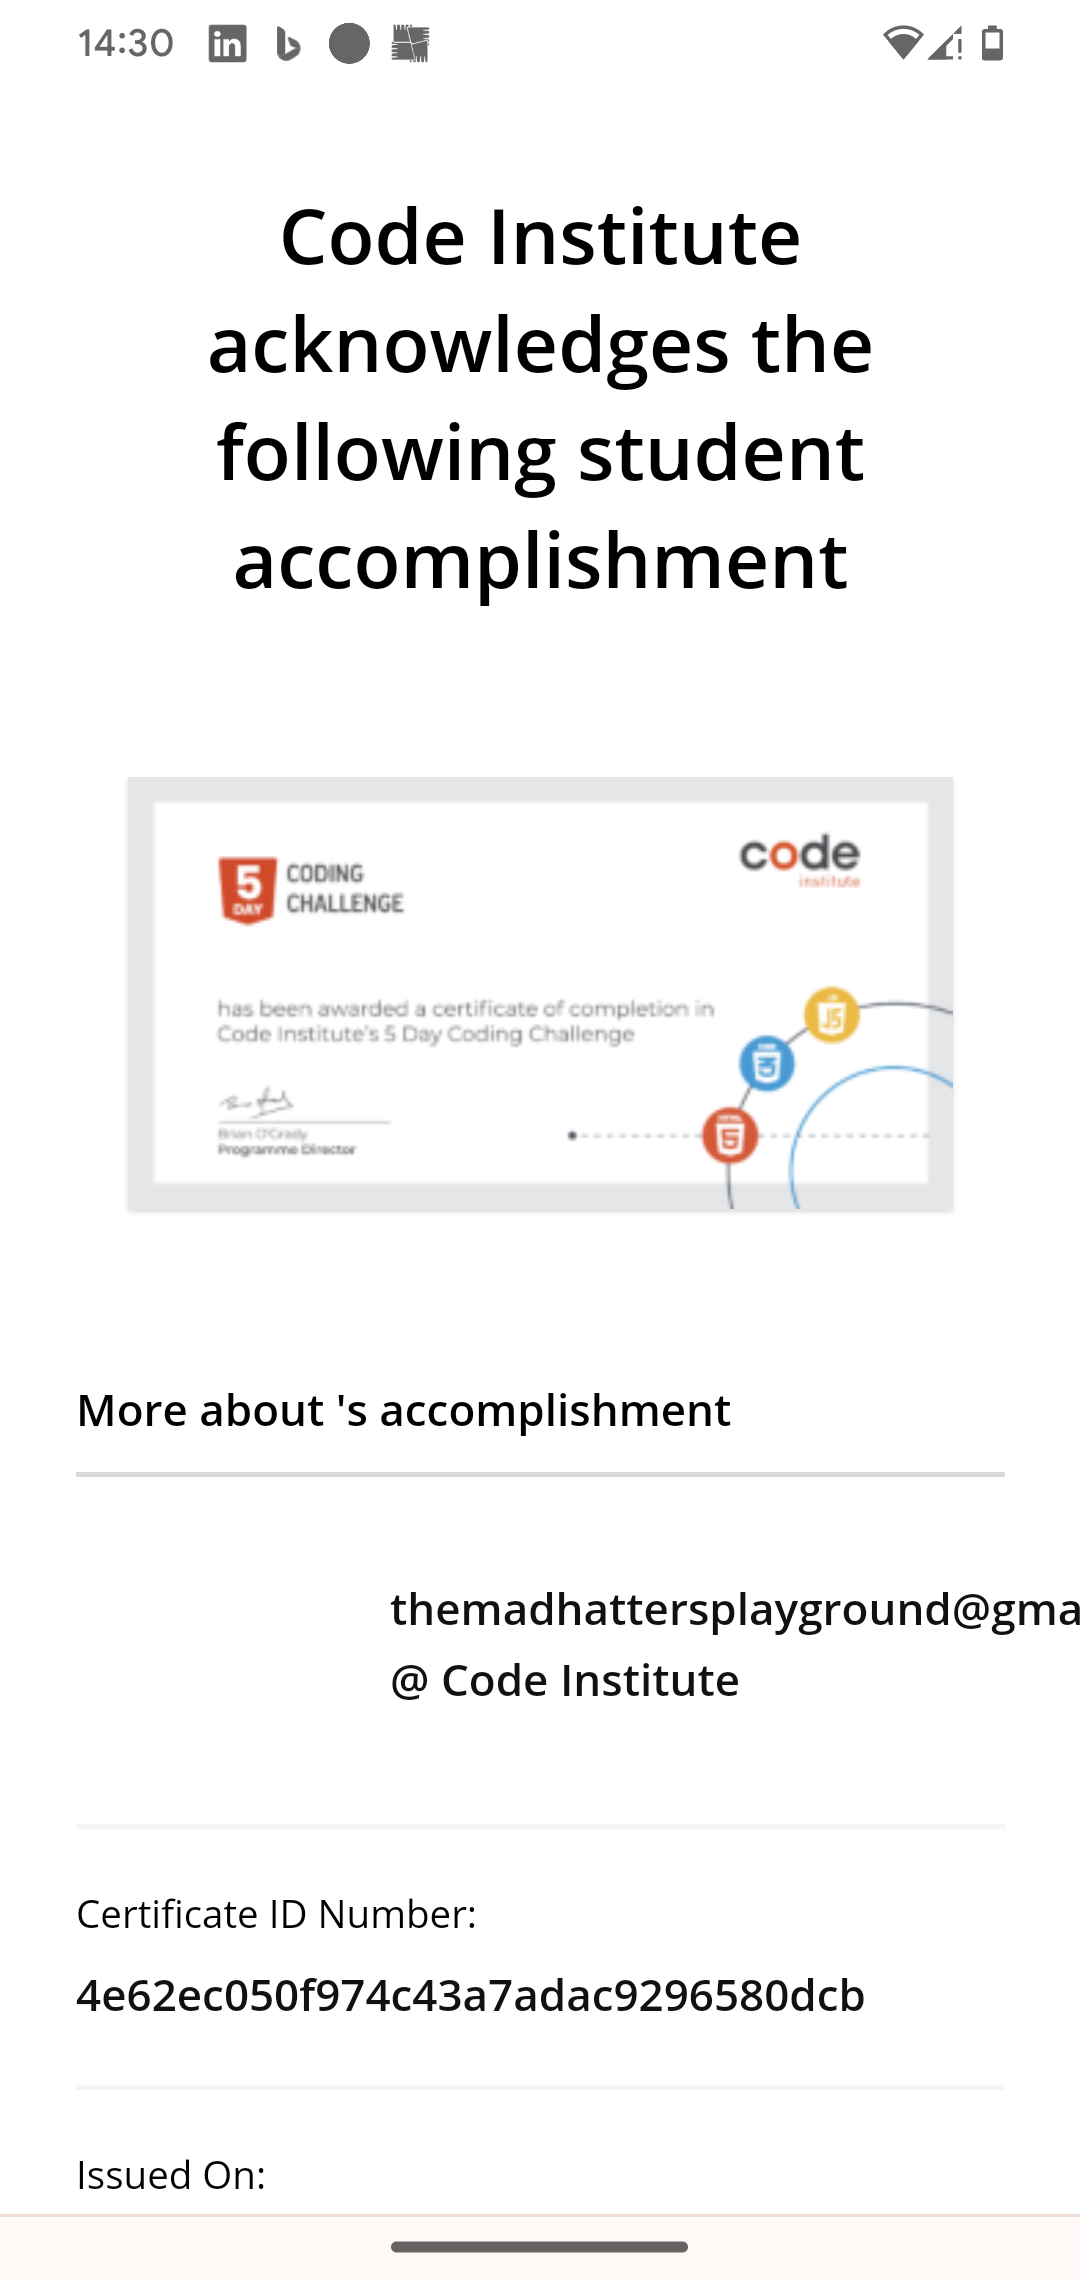 14:30
Code Institute
acknowledges the
following student
accomplishment
5
DAY
CODING
CHALLENGE
code
institute
has been awarded a certificate of completion in
Code Institute's 5 Day Coding Challenge
JS
3
5
Brian O'Grady
Programme Director
More about 's accomplishment
themadhattersplayground@gma
@ Code Institute
Certificate ID Number:
4e62ec050f974c43a7adac9296580dcb
Issued On: